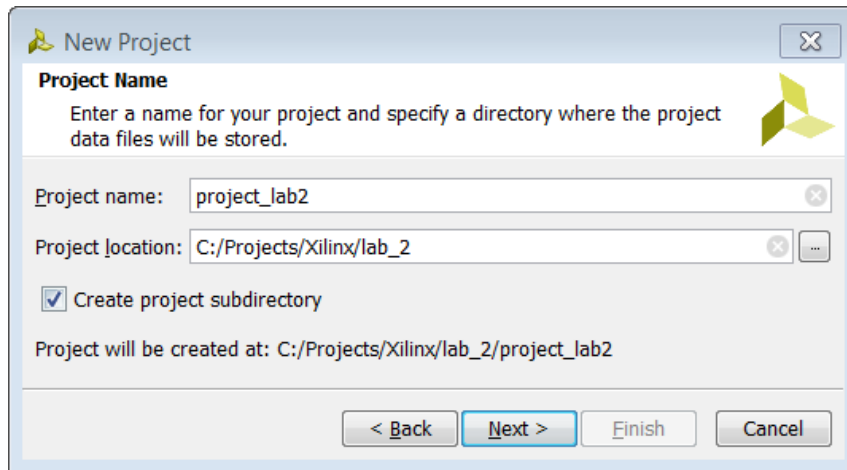 New Project
Project Name
Enter a name for your project and specify a directory where the project
data files will be stored.
Project name: project_lab2
Project location: C:/Projects/Xilinx/lab_2 ...
Create project subdirectory
Project will be created at: C:/Projects/Xilinx/lab_2/project_lab2
< Back Next > Finish Cancel